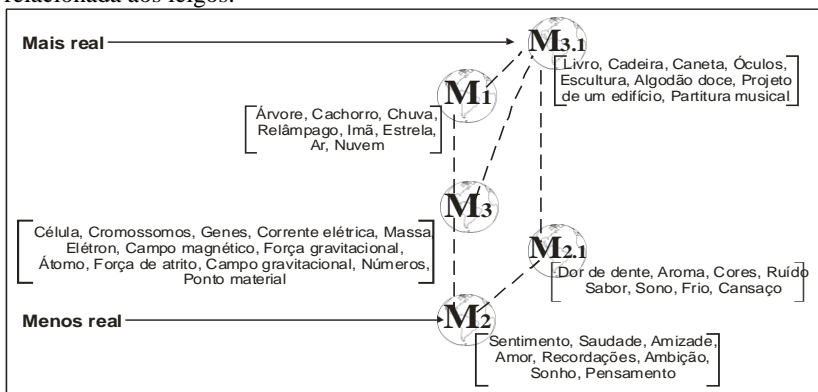 relacionada aos leigos.
Mais real
M3.1
Livro, Cadeira, Caneta, Óculos,
Escultura, Algodão doce, Projeto
de um edifício, Partitura musical
M1
Árvore, Cachorro, Chuva,
Relâmpago, Imã, Estrela,
Ar, Nuvem
M3
Célula, Cromossomos, Genes, Corrente elétrica, Massa
Elétron, Campo magnético, Força gravitacional,
Átomo, Força de atrito, Campo gravitacional, Números,
Ponto material
M2.1
Dor de dente, Aroma, Cores, Ruído
Sabor, Sono, Frio, Cansaço
Menos real
M2
Sentimento, Saudade, Amizade,
Amor, Recordações, Ambição,
Sonho, Pensamento